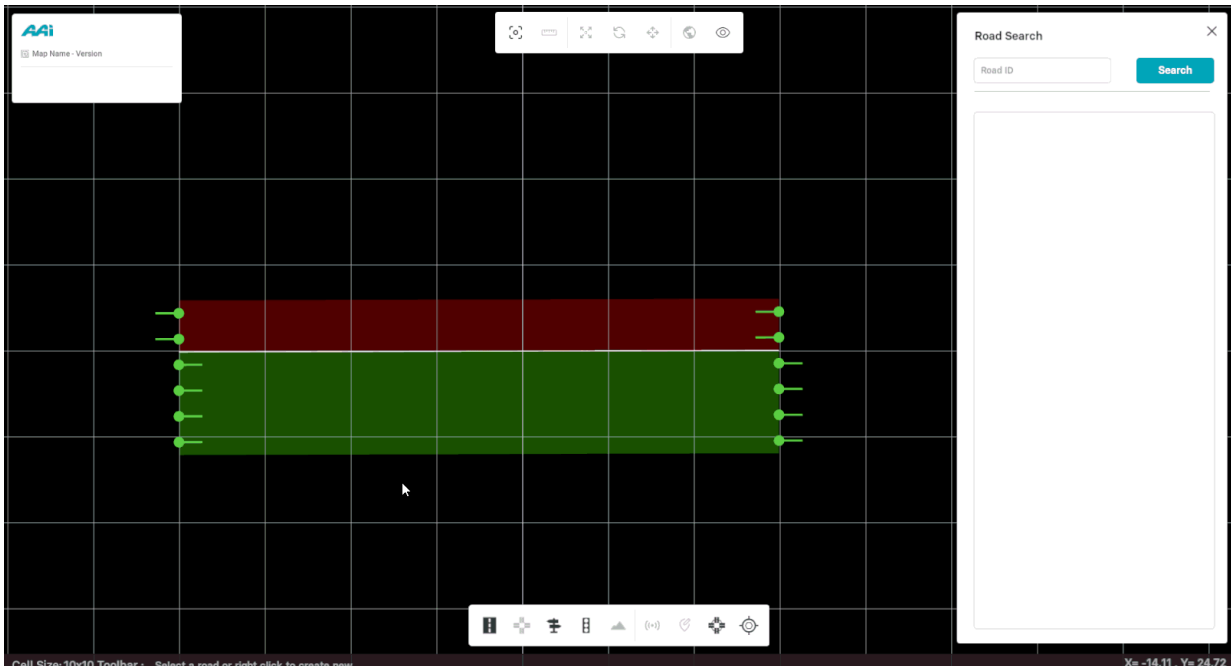 AAi
Map Name - Version
Road Search
Road ID
Search
Cell Size: 10x10 Toolbar : Select a road or right click to create new
X= -14.11 , Y= 24.72